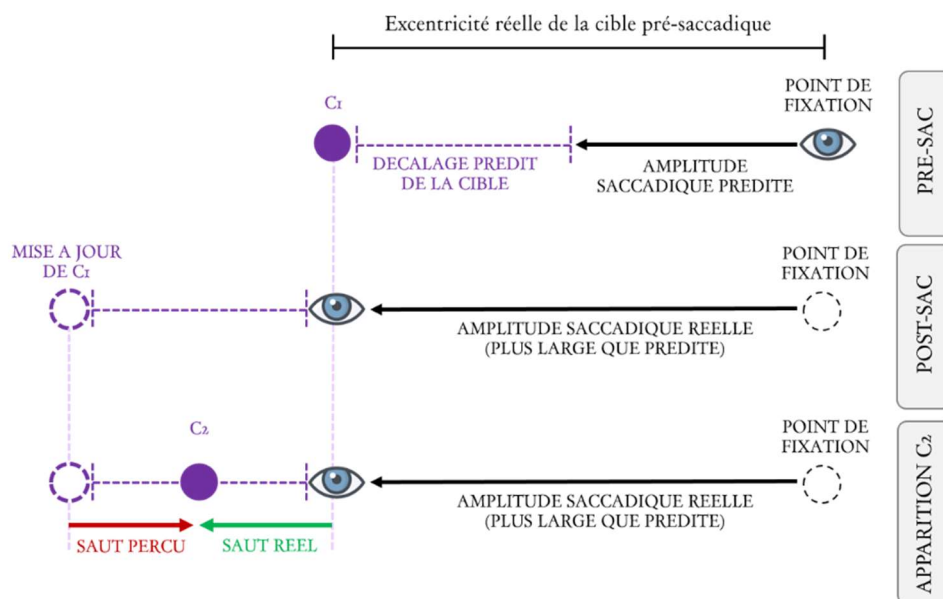 Excentricité réelle de la cible pré-saccadique
POINT DE
FIXATION
C1
DECALAGE PREDIT
DE LA CIBLE
AMPLITUDE
SACCADIQUE PREDITE
PRE-SAC
MISE A JOUR
DE C1
POINT DE
FIXATION
AMPLITUDE SACCADIQUE REELLE
(PLUS LARGE QUE PREDITE)
POST-SAC
C2
POINT DE
FIXATION
AMPLITUDE SACCADIQUE REELLE
(PLUS LARGE QUE PREDITE)
SAUT PERCU
SAUT REEL
APPARITION C2